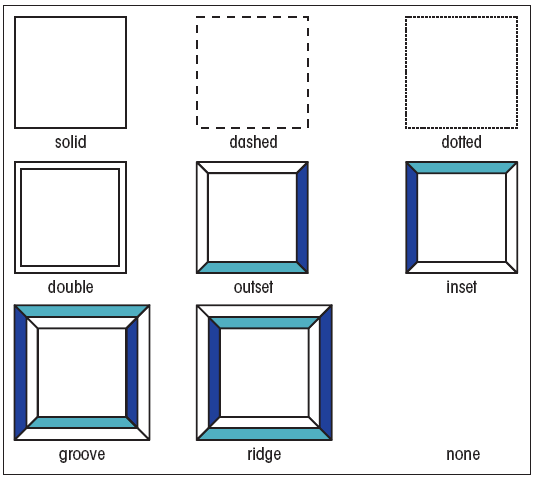 solid
dashed
dotted
double
outset
inset
groove
ridge
none